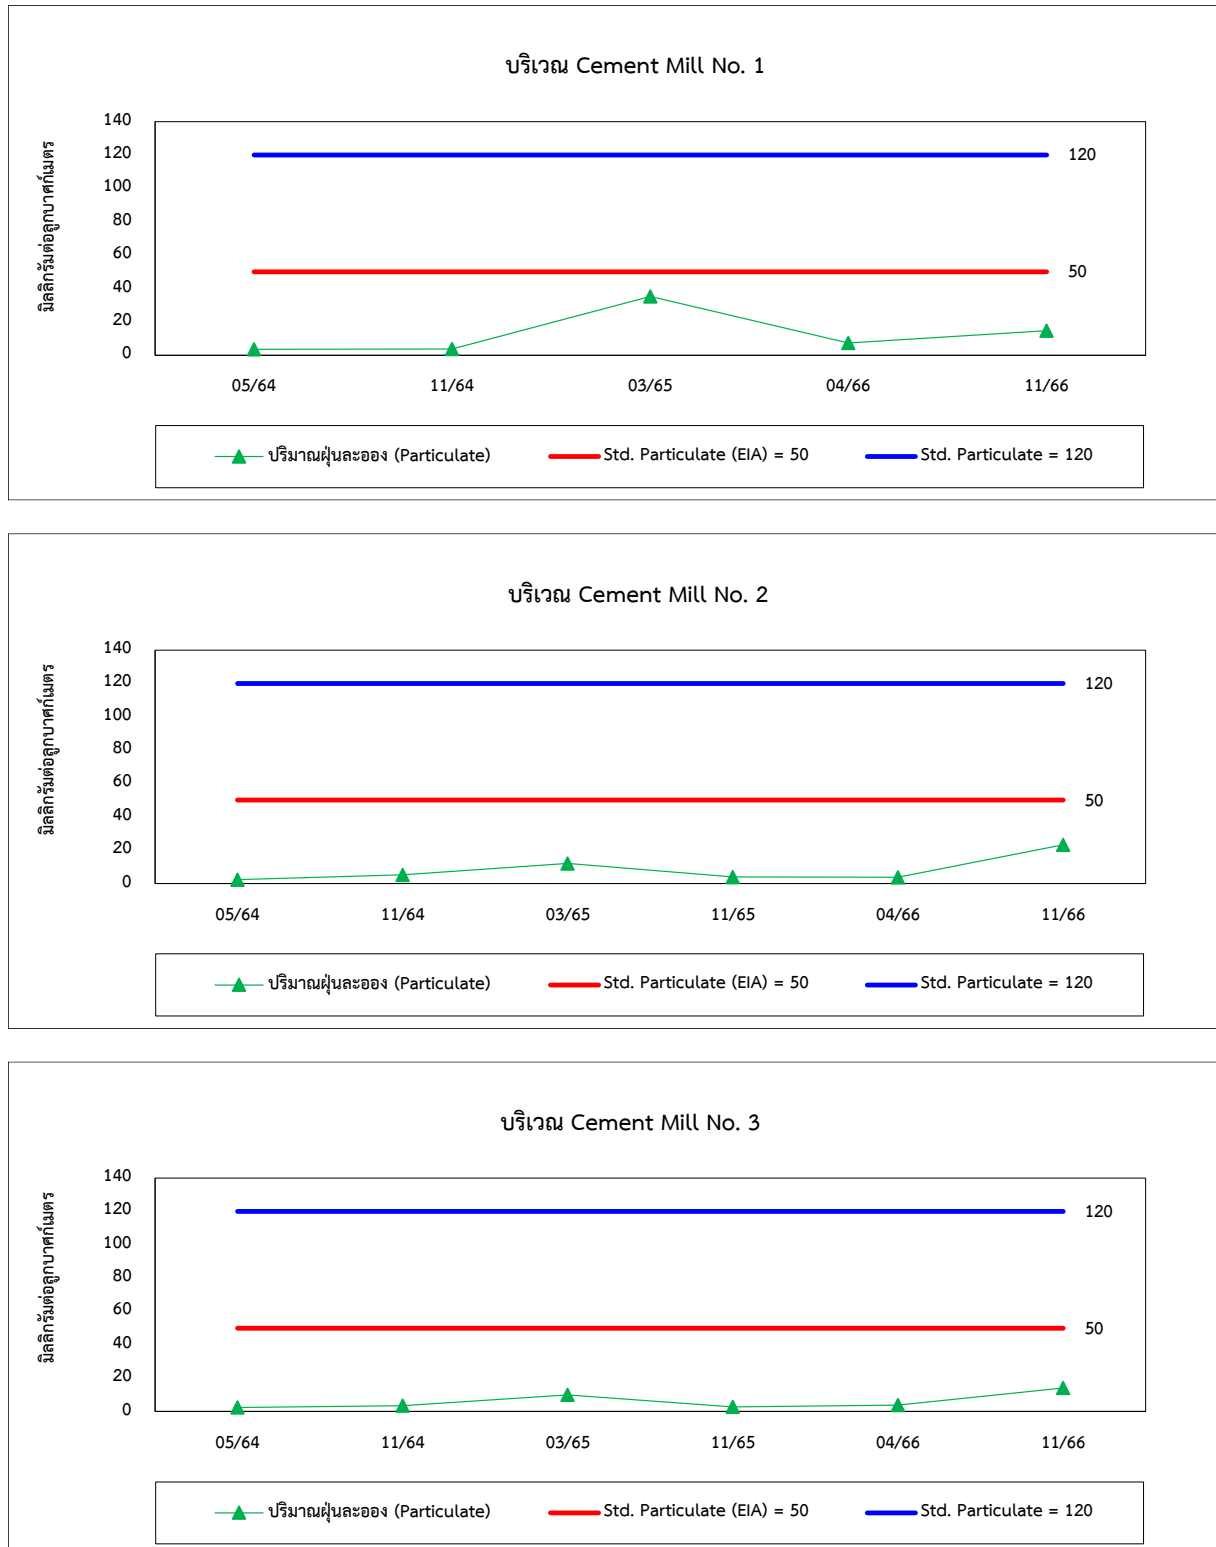 บริเวณ Cement Mill No. 1
มิลลิกรัมต่อลูกบาศก์เมตร
140
120
100
80
60
40
20
0
120
50
05/64 11/64 03/65 04/66 11/66
ปริมาณฝุ่นละออง (Particulate) Std. Particulate (EIA) = 50 Std. Particulate = 120
บริเวณ Cement Mill No. 2
มิลลิกรัมต่อลูกบาศก์เมตร
140
120
100
80
60
40
20
0
120
50
05/64 11/64 03/65 11/65 04/66 11/66
ปริมาณฝุ่นละออง (Particulate) Std. Particulate (EIA) = 50 Std. Particulate = 120
บริเวณ Cement Mill No. 3
มิลลิกรัมต่อลูกบาศก์เมตร
140
120
100
80
60
40
20
0
120
50
05/64 11/64 03/65 11/65 04/66 11/66
ปริมาณฝุ่นละออง (Particulate) Std. Particulate (EIA) = 50 Std. Particulate = 120